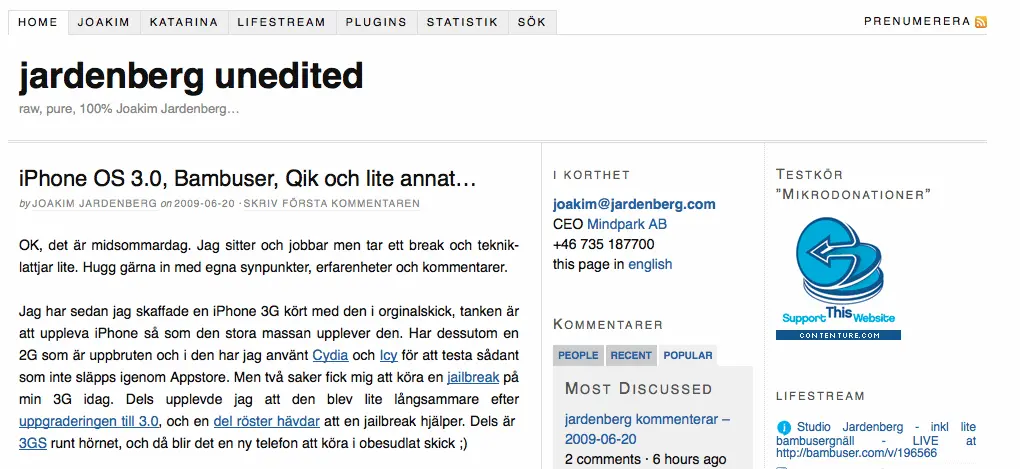 HOME JOAKIM KATARINA LIFESTREAM PLUGINS STATISTIK SÖK PRENUMERERA
jardenberg unedited
raw, pure, 100% Joakim Jardenberg…
iPhone OS 3.0, Bambuser, Qik och lite annat…
by JOAKIM JARDENBERG on 2009-06-20 · SKRIV FÖRSTA KOMMENTAREN
OK, det är midsommardag. Jag sitter och jobbar men tar ett break och teknik-
lattjar lite. Hugg gärna in med egna synpunkter, erfarenheter och kommentarer.
Jag har sedan jag skaffade en iPhone 3G kört med den i orginalskick, tanken är
att uppleva iPhone så som den stora massan upplever den. Har dessutom en
2G som är uppbruten och i den har jag använt Cydia och Icy för att testa sådant
som inte släpps igenom Appstore. Men två saker fick mig att köra en jailbreak på
min 3G idag. Dels upplevde jag att den blev lite långsammare efter
uppgraderingen till 3.0, och en del röster hävdar att en jailbreak hjälper. Dels är
3GS runt hörnet, och då blir det en ny telefon att köra i obesudlat skick ;)
I KORTHET
joakim@jardenberg.com
CEO Mindpark AB
+46 735 187700
this page in english
KOMMENTARER
PEOPLE RECENT POPULAR
MOST DISCUSSED
jardenberg kommenterar –
2009-06-20
2 comments · 6 hours ago
TESTKÖR
"MIKRODONATIONER"
Support This Website
CONTENTURE.COM
LIFESTREAM
Studio Jardenberg - inkl lite
bambusergnäll - LIVE at
http://bambuser.com/v/196566